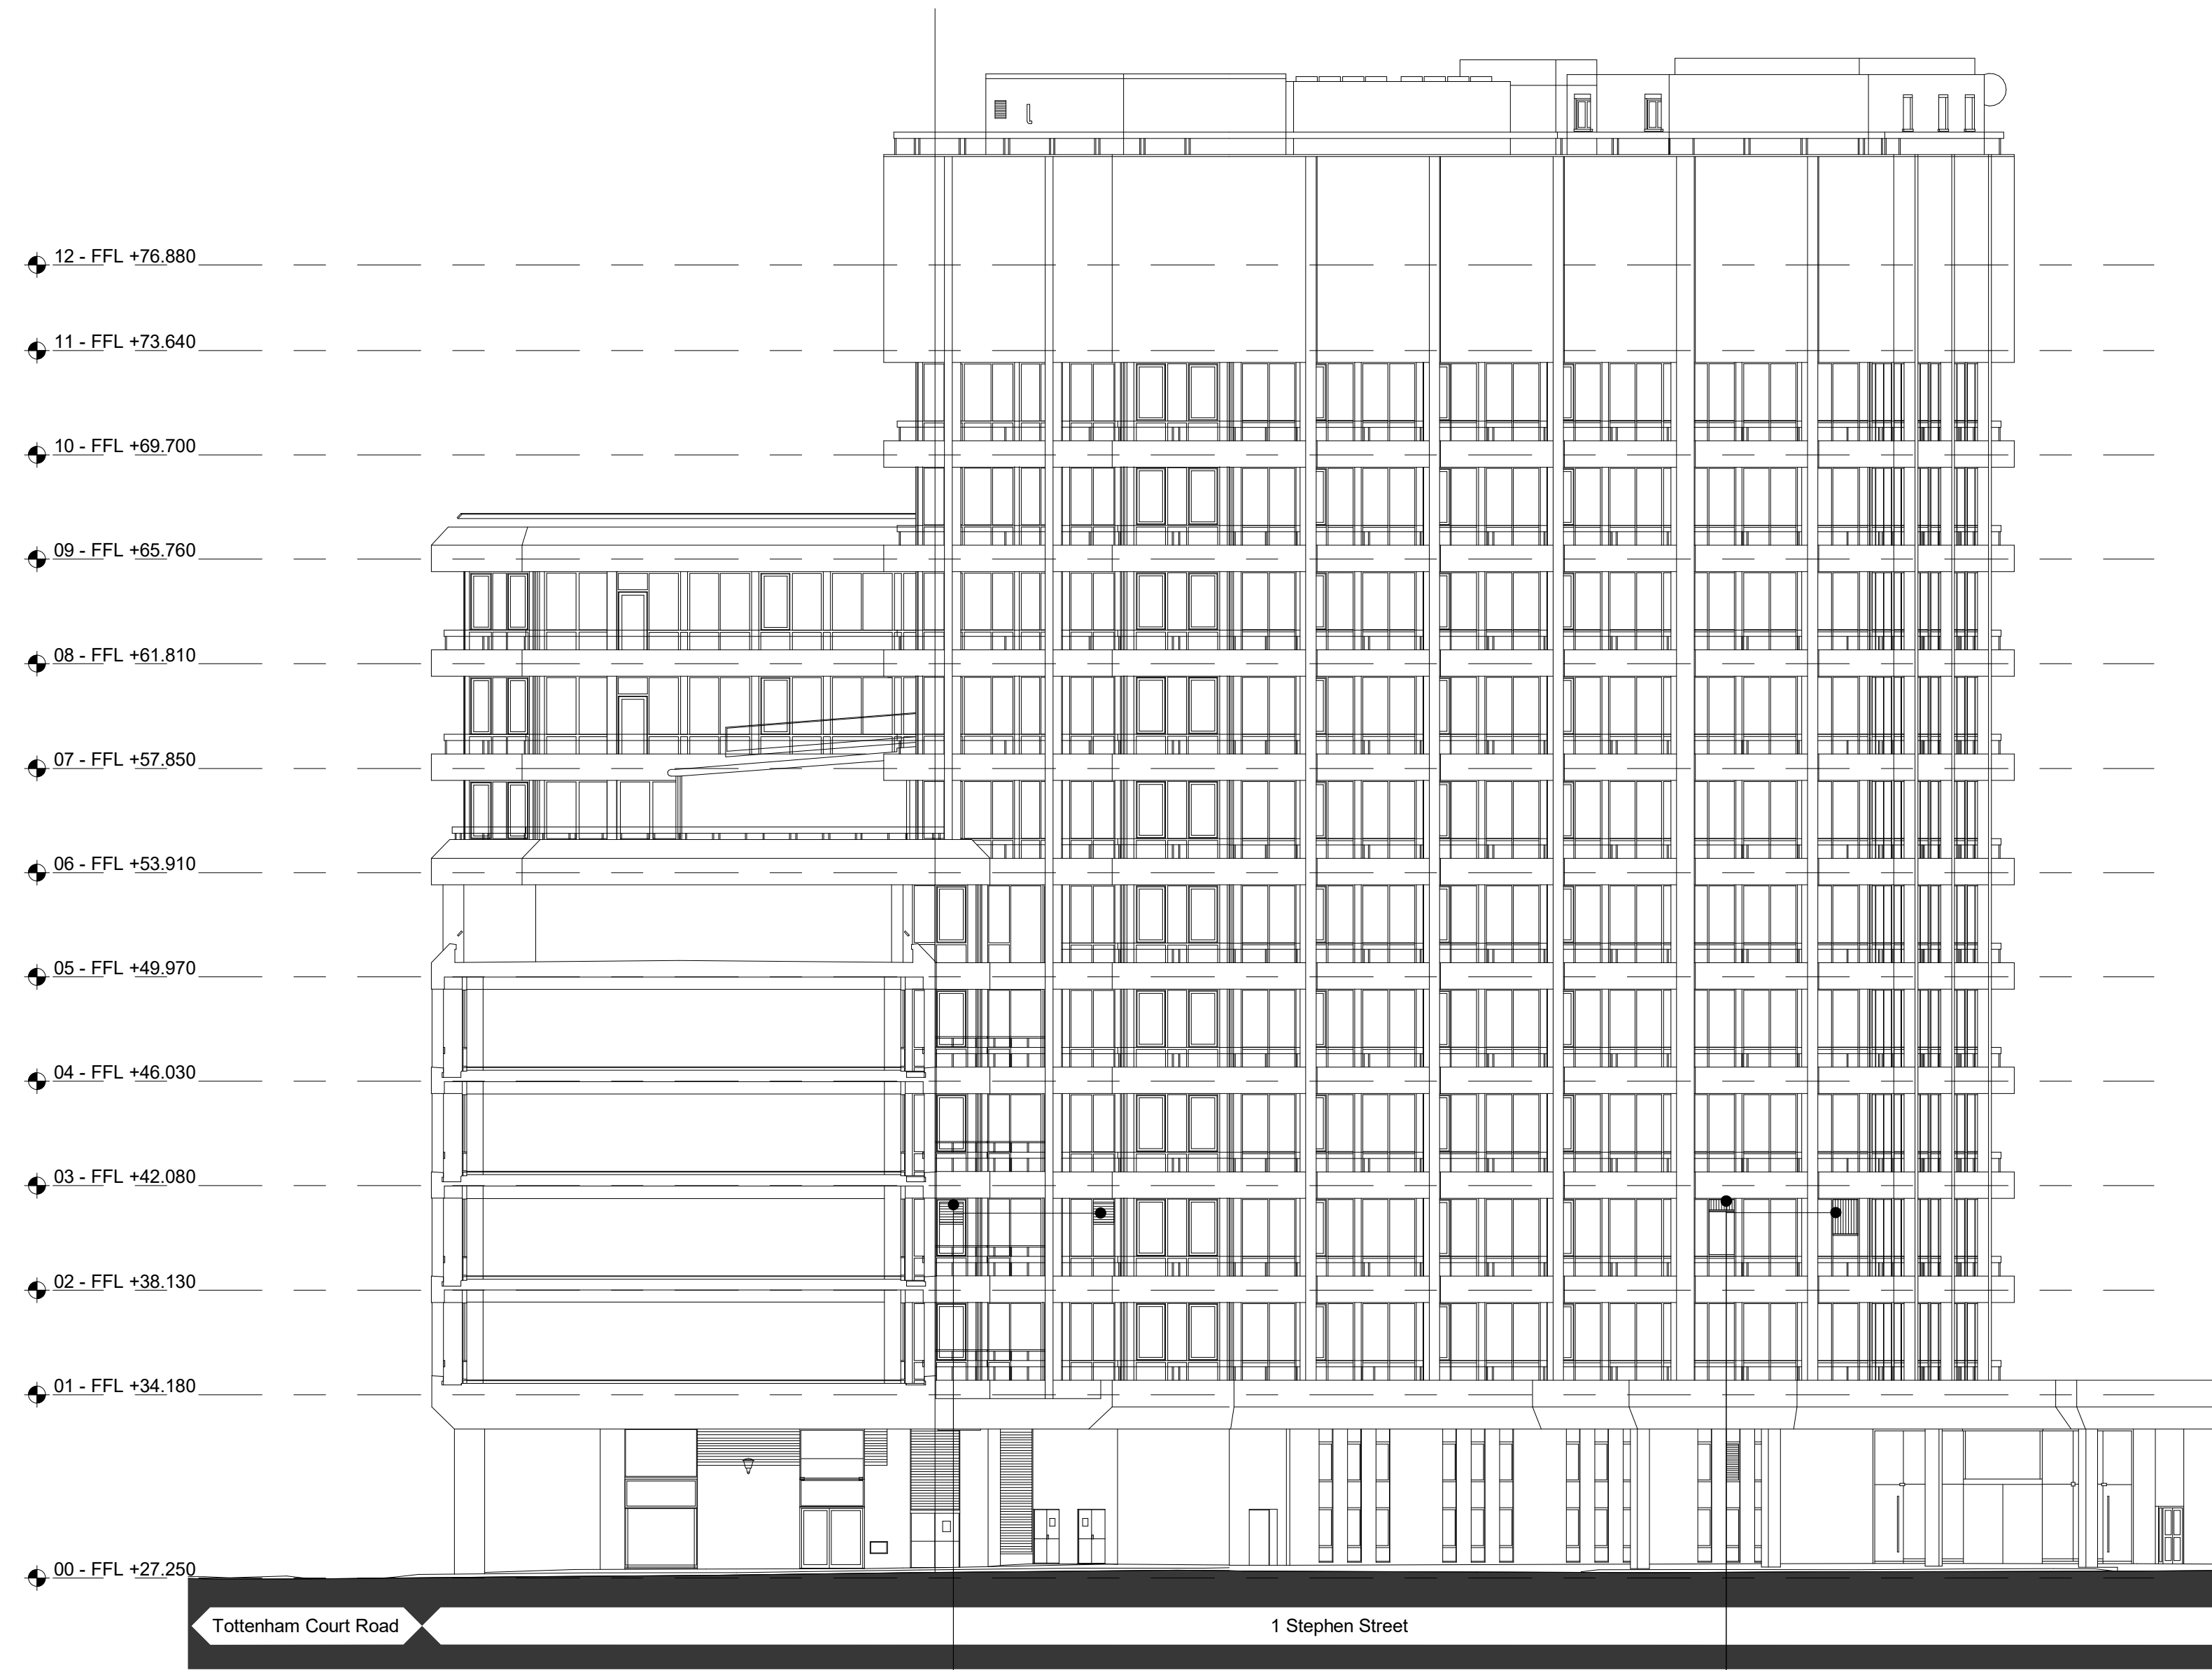 12 - FFL +76.880
11 - FFL +73.640
10 - FFL +69.700
09 - FFL +65.760
08 - FFL +61.810
07 - FFL +57.850
06 - FFL +53.910
05 - FFL +49.970
04 - FFL +46.030
03 - FFL +42.080
02 - FFL +38.130
01 - FFL +34.180
00 - FFL +27.250
Tottenham Court Road
1 Stephen Street